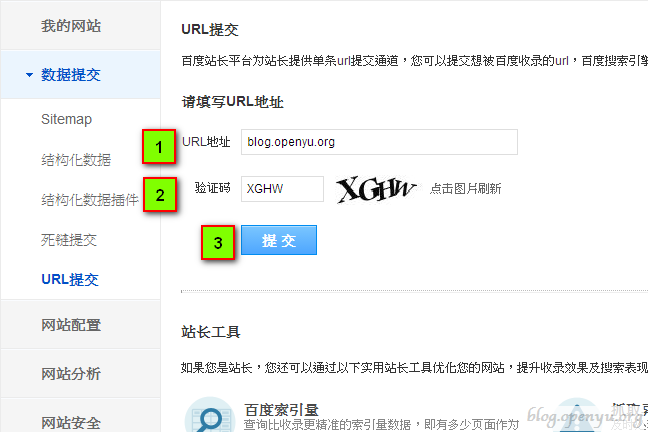 我的网站
数据提交
Sitemap
结构化数据
结构化数据插件
死链提交
URL提交
网站配置
网站分析
网站安全
URL提交
百度站长平台为站长提供单条url提交通道，您可以提交想被百度收录的url，百度搜索引擎
请填写URL地址
1
URL地址 blog.openyu.org
2
验证码 XGHW XGHW 点击图片刷新
3
提 交
站长工具
如果您是站长，您还可以通过以下实用站长工具优化您的网站，提升收录效果及搜索表现
百度索引量
查询比收录更精准的索引量数据，即有多少页面作为
抓取
blog.openyu.org